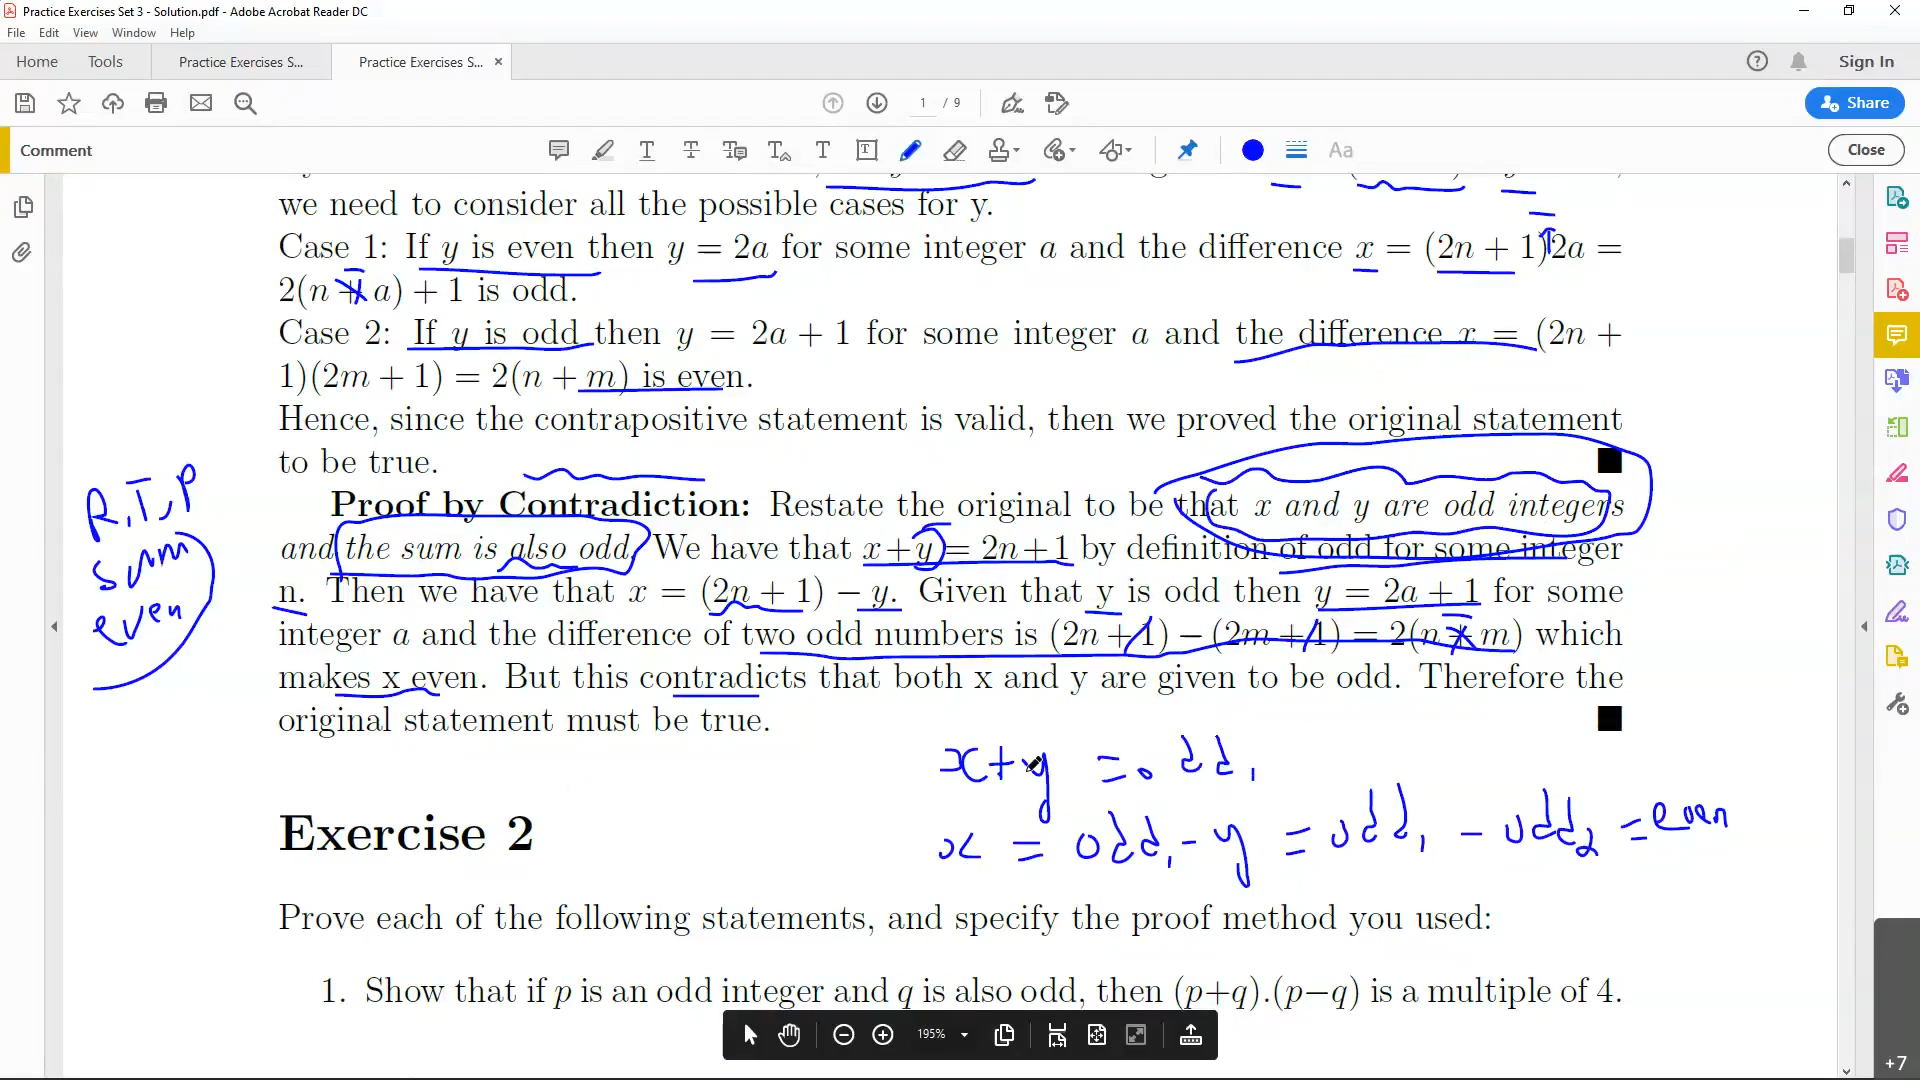 Practice Exercises Set 3 - Solution.pdf - Adobe Acrobat Reader DC
File Edit View Window Help
Home Tools Practice Exercises S... Practice Exercises S... × Sign In
1 / 9 Share
Comment Aa Close
we need to consider all the possible cases for y.
Case 1: If y is even then y = 2a for some integer a and the difference x = (2n + 1)2a =
2(n + a) + 1 is odd.
Case 2: If y is odd then y = 2a + 1 for some integer a and the difference x = (2n +
1)(2m + 1) = 2(n + m) is even.
Hence, since the contrapositive statement is valid, then we proved the original statement
to be true. ■
Proof by Contradiction: Restate the original to be that x and y are odd integers
and the sum is also odd. We have that x+y = 2n+1 by definition of odd for some integer
n. Then we have that x = (2n + 1) − y. Given that y is odd then y = 2a + 1 for some
integer a and the difference of two odd numbers is (2n + 1) − (2m + 1) = 2(n + m) which
makes x even. But this contradicts that both x and y are given to be odd. Therefore the
original statement must be true. ■
R, T, P
sum
even
x+y = odd₁
x = odd₁ - y = odd₁ - odd₂ = even
Exercise 2
Prove each of the following statements, and specify the proof method you used:
1. Show that if p is an odd integer and q is also odd, then (p+q).(p−q) is a multiple of 4.
195%
+7